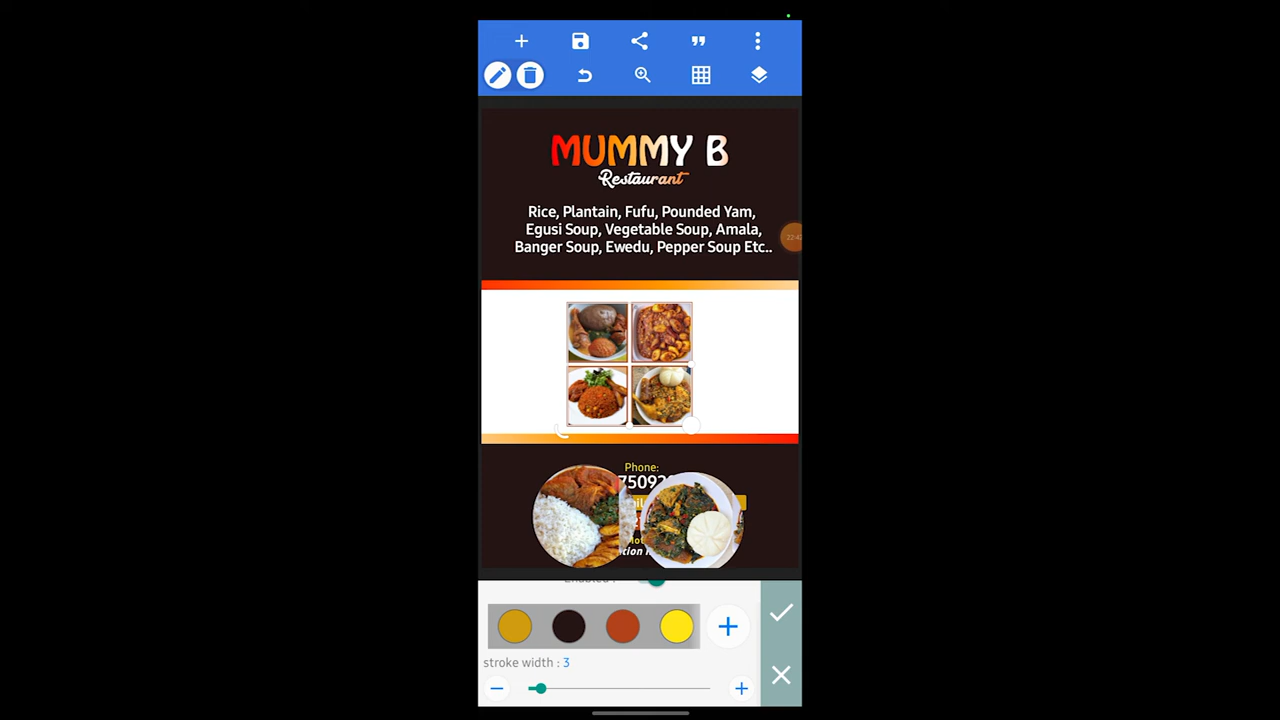 MUMMY B
Restaurant
Rice, Plantain, Fufu, Pounded Yam,
Egusi Soup, Vegetable Soup, Amala,
Banger Soup, Ewedu, Pepper Soup Etc..
Phone:
stroke width : 3